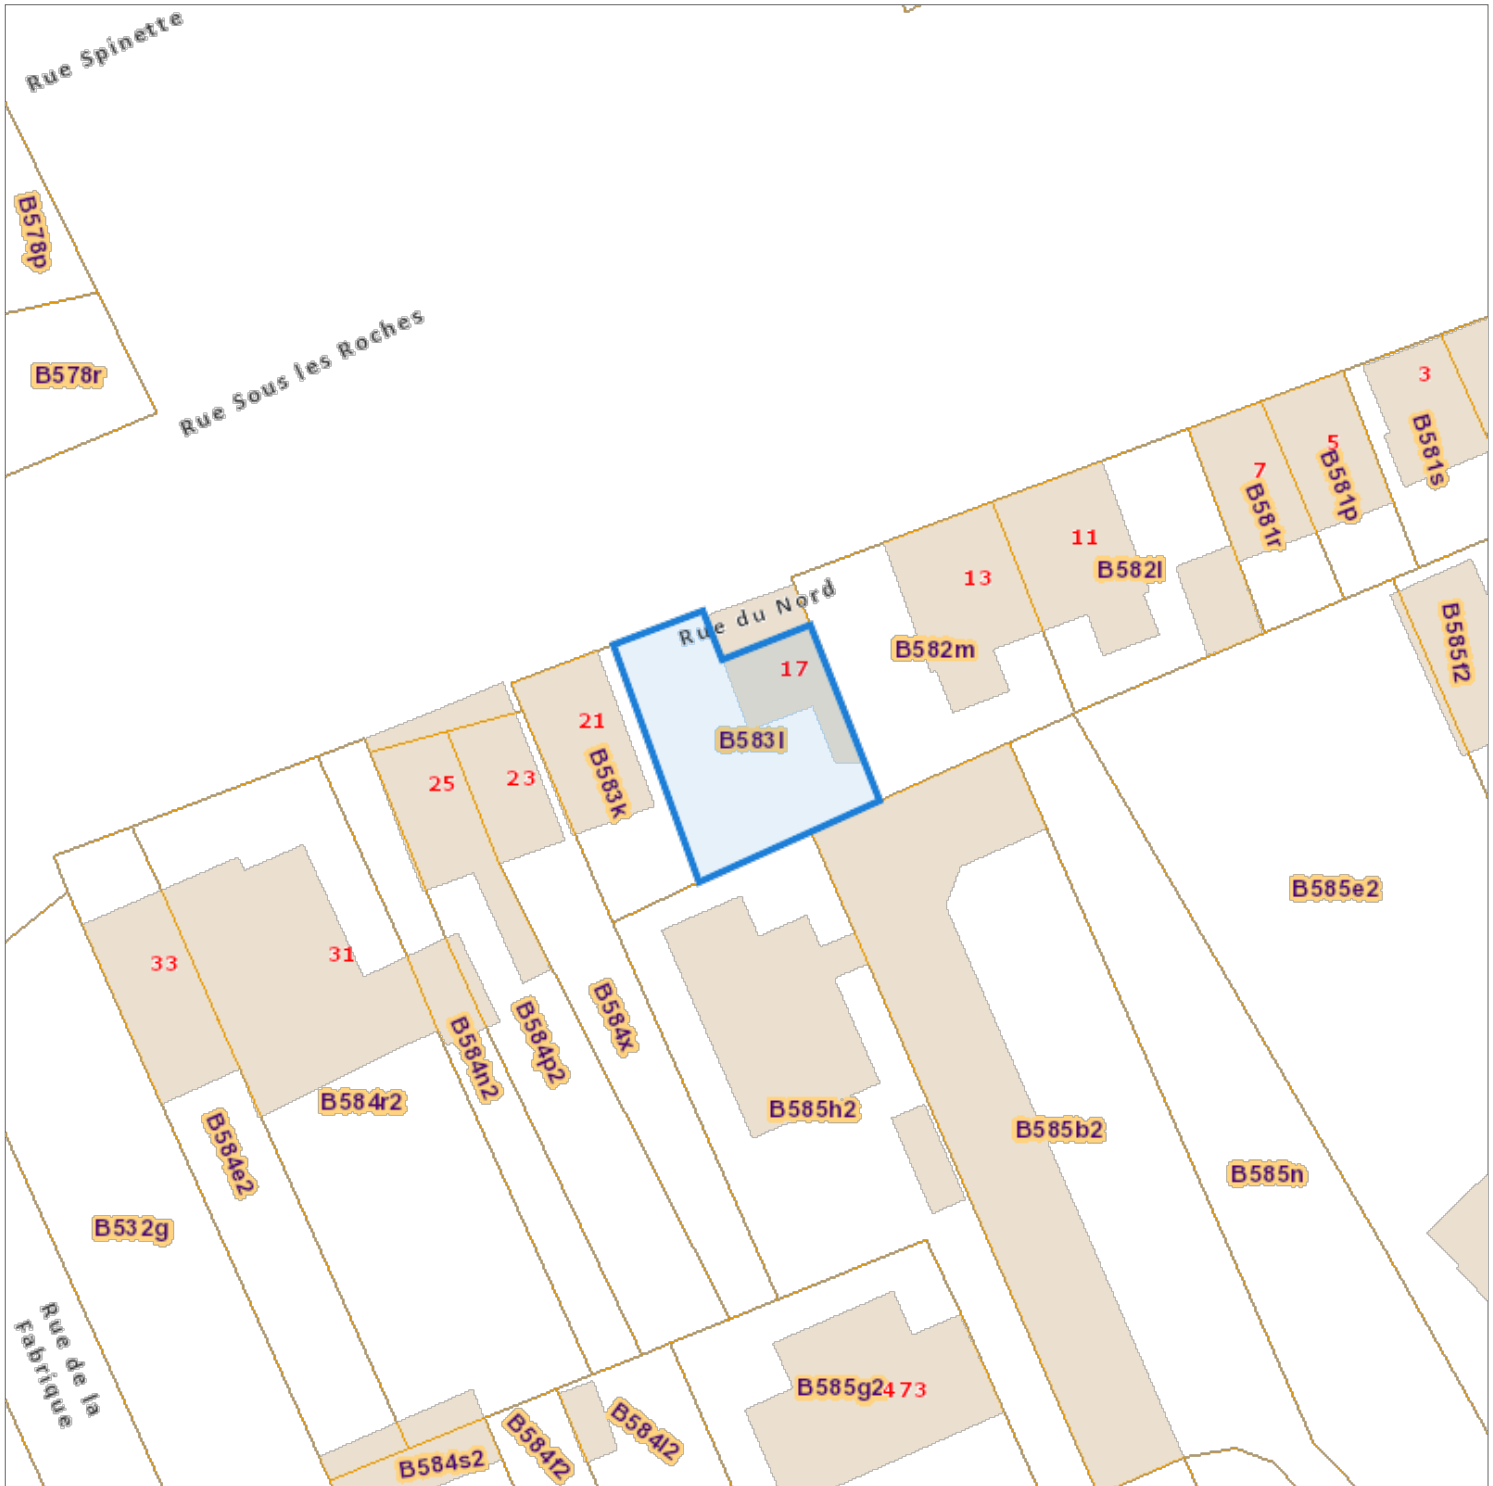 Rue Spinette
B578p
Rue Sous les Roches
B578r
3
5
B581s
7
B581p
B581r
11
B582l
13
Rue du Nord
B582m
B585f2
17
21
B583l
25
23
B583k
B585e2
33
31
B584x
B584p2
B584n2
B584r2
B585h2
B585b2
B584e2
B585n
B532g
Rue de la
Fabrique
B585g2
473
B584l2
B584f2
B584s2